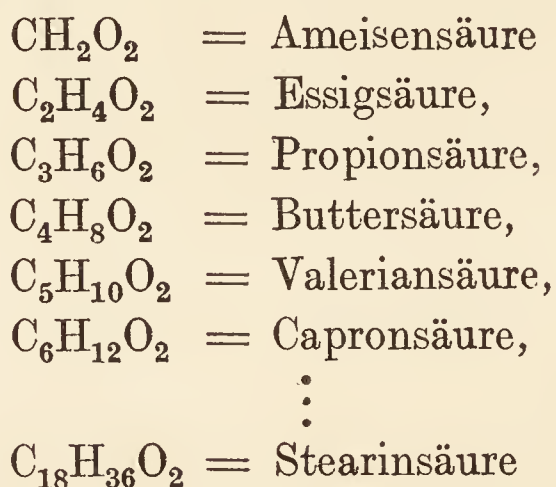 CH₂O₂ = Ameisensäure
C₂H₄O₂ = Essigsäure,
C₃H₆O₂ = Propionsäure,
C₄H₈O₂ = Buttersäure,
C₅H₁₀O₂ = Valeriansäure,
C₆H₁₂O₂ = Capronsäure,
⋮
C₁₈H₃₆O₂ = Stearinsäure